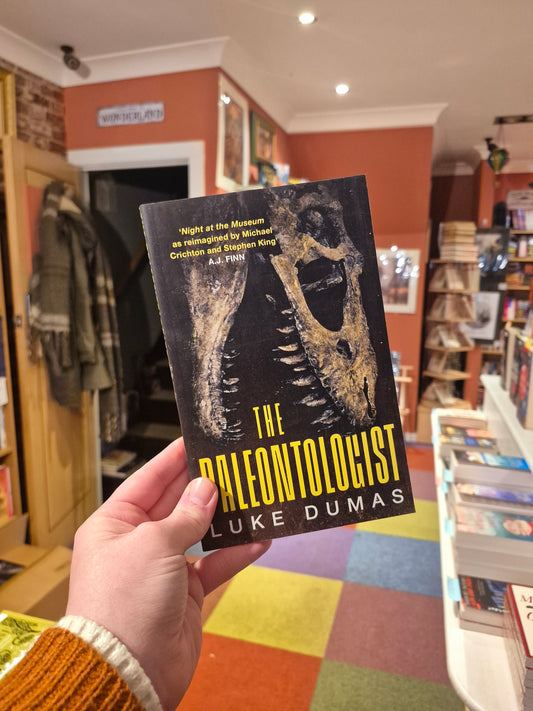 WONDERLAND
'Night at the Museum
as reimagined by Michael
Crichton and Stephen King'
A.J. FINN
THE
PALEONTOLOGIST
LUKE DUMAS